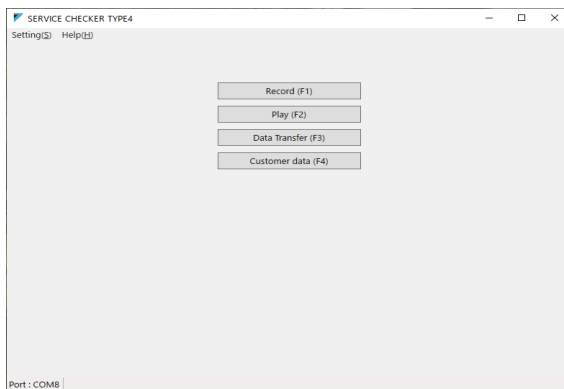 SERVICE CHECKER TYPE4
Setting(S) Help(H)
Record (F1)
Play (F2)
Data Transfer (F3)
Customer data (F4)
Port : COM8